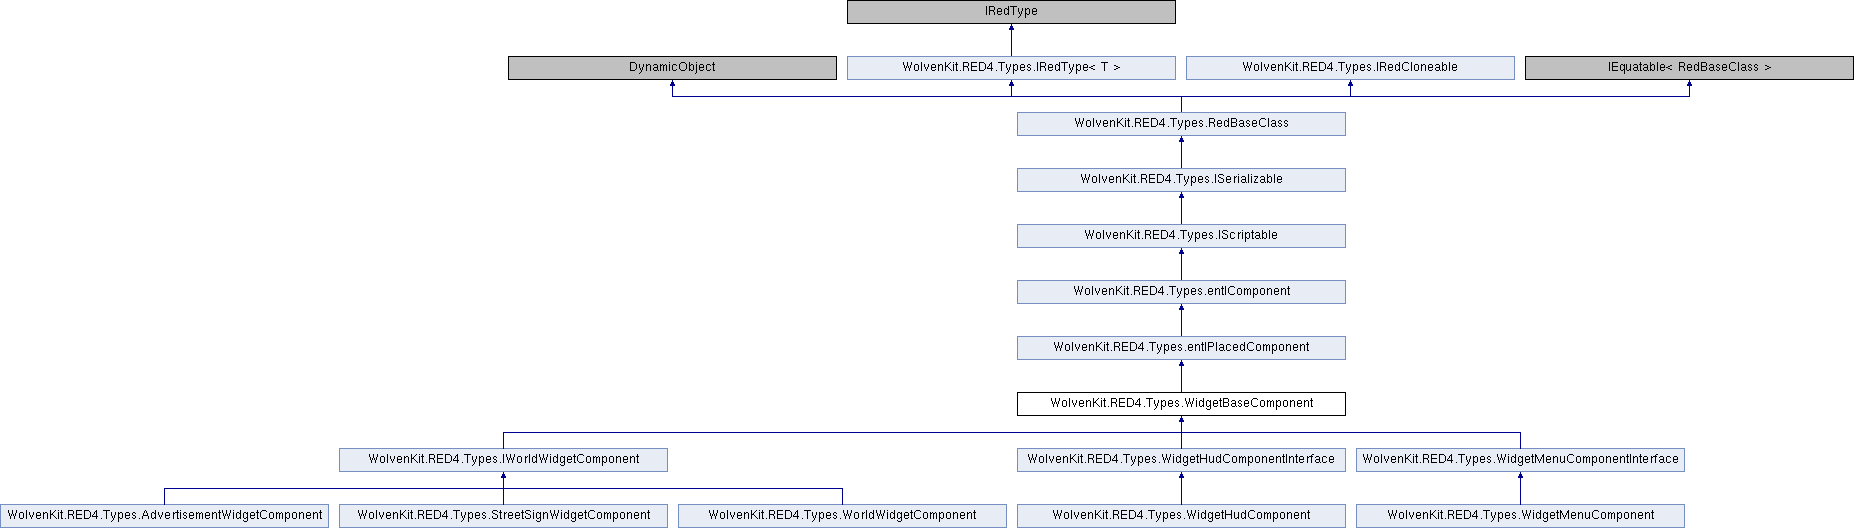 IRedType
DynamicObject
WolvenKit.RED4.Types.IRedType< T >
WolvenKit.RED4.Types.IRedCloneable
IEquatable< RedBaseClass >
WolvenKit.RED4.Types.RedBaseClass
WolvenKit.RED4.Types.ISerializable
WolvenKit.RED4.Types.IScriptable
WolvenKit.RED4.Types.entIComponent
WolvenKit.RED4.Types.entIPlacedComponent
WolvenKit.RED4.Types.WidgetBaseComponent
WolvenKit.RED4.Types.IWorldWidgetComponent
WolvenKit.RED4.Types.WidgetHudComponentInterface
WolvenKit.RED4.Types.WidgetMenuComponentInterface
WolvenKit.RED4.Types.AdvertisementWidgetComponent
WolvenKit.RED4.Types.StreetSignWidgetComponent
WolvenKit.RED4.Types.WorldWidgetComponent
WolvenKit.RED4.Types.WidgetHudComponent
WolvenKit.RED4.Types.WidgetMenuComponent